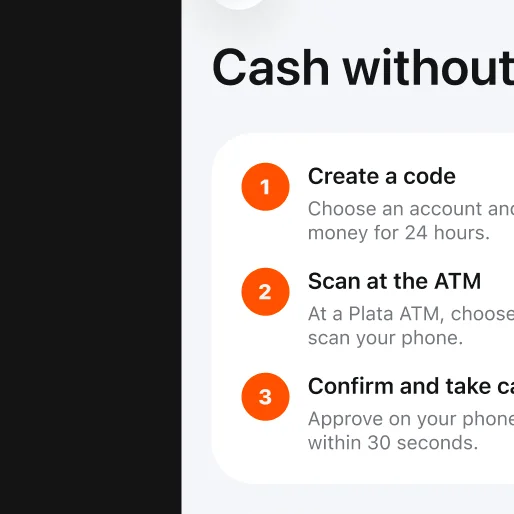 Cash without
1
Create a code
Choose an account and
money for 24 hours.
2
Scan at the ATM
At a Plata ATM, choose
scan your phone.
3
Confirm and take ca
Approve on your phone
within 30 seconds.